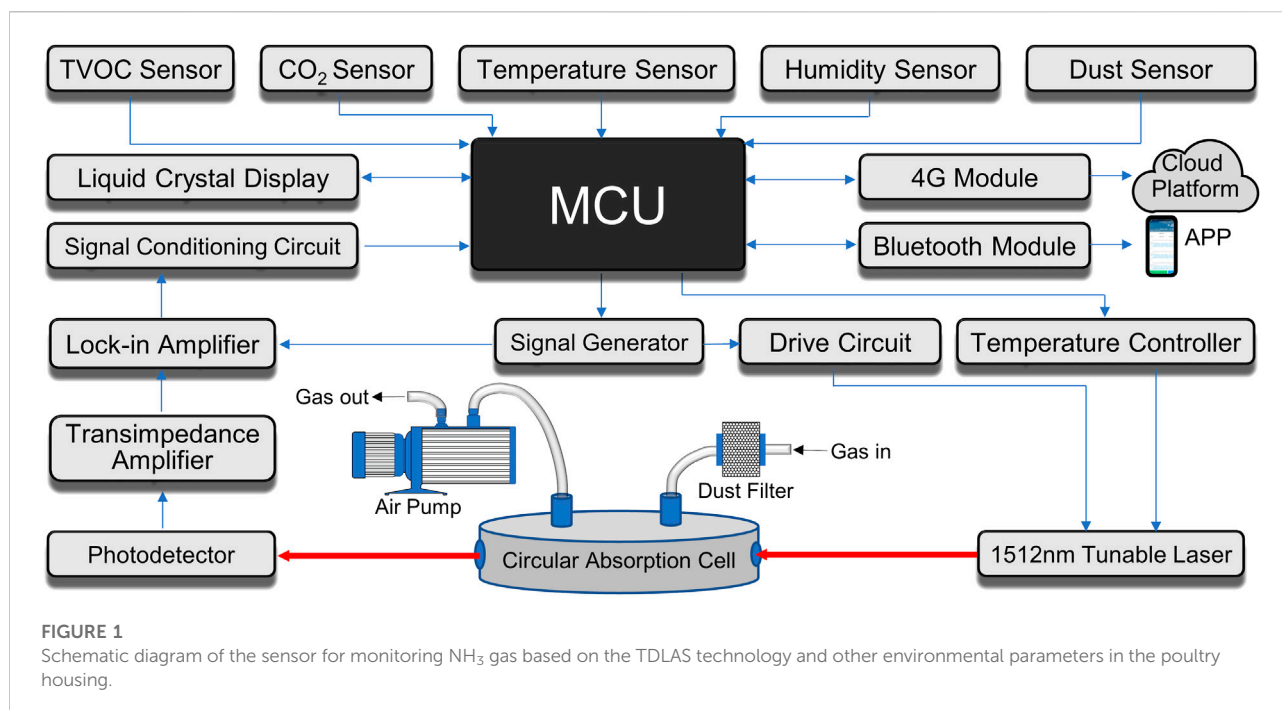 TVOC Sensor
CO₂ Sensor
Temperature Sensor
Humidity Sensor
Dust Sensor
Liquid Crystal Display
MCU
4G Module
Cloud
Platform
Signal Conditioning Circuit
Bluetooth Module
APP
Lock-in Amplifier
Signal Generator
Drive Circuit
Temperature Controller
Gas out
Transimpedance
Amplifier
Gas in
Air Pump
Dust Filter
Photodetector
Circular Absorption Cell
1512nm Tunable Laser
FIGURE 1
Schematic diagram of the sensor for monitoring NH₃ gas based on the TDLAS technology and other environmental parameters in the poultry
housing.